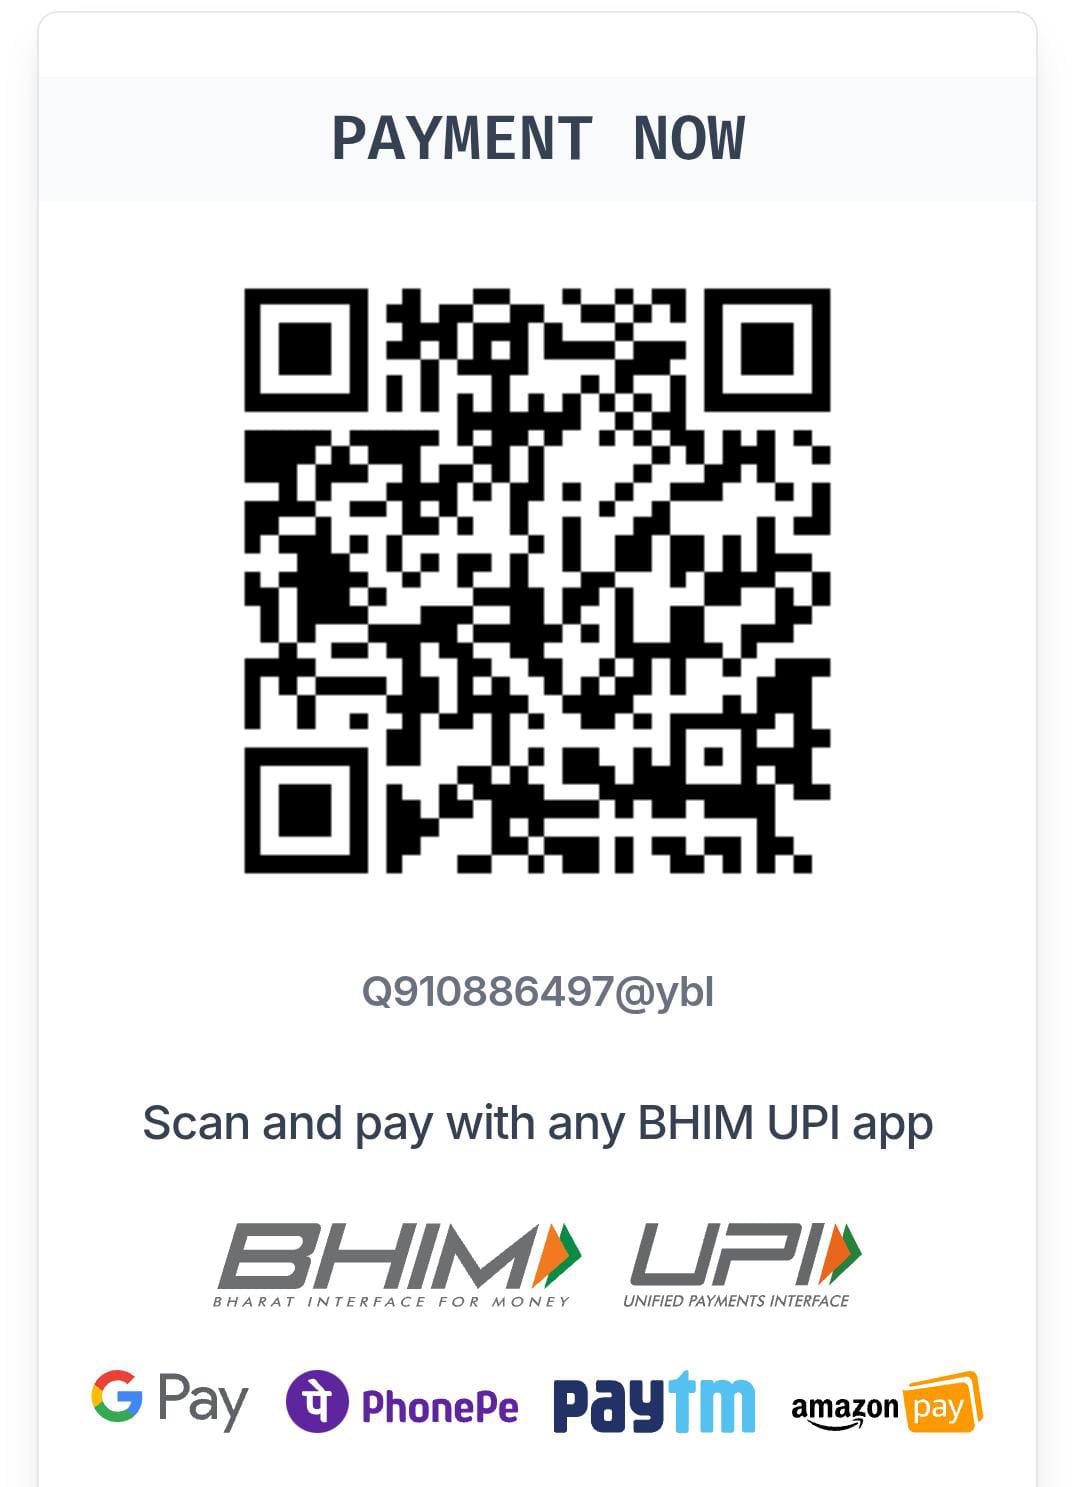 PAYMENT NOW
Q910886497@ybl
Scan and pay with any BHIM UPI app
BHIM UPI
BHARAT INTERFACE FOR MONEY UNIFIED PAYMENTS INTERFACE
G Pay पे PhonePe paytm amazon pay